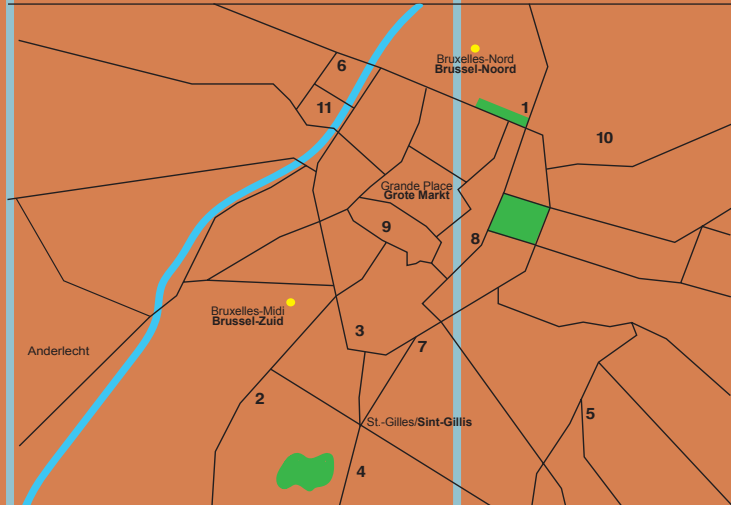 Bruxelles-Nord
Brussel-Noord
6
11
1
10
Grande Place
Grote Markt
9
8
Bruxelles-Midi
Brussel-Zuid
3
7
Anderlecht
2
St.-Gilles/Sint-Gillis
5
4